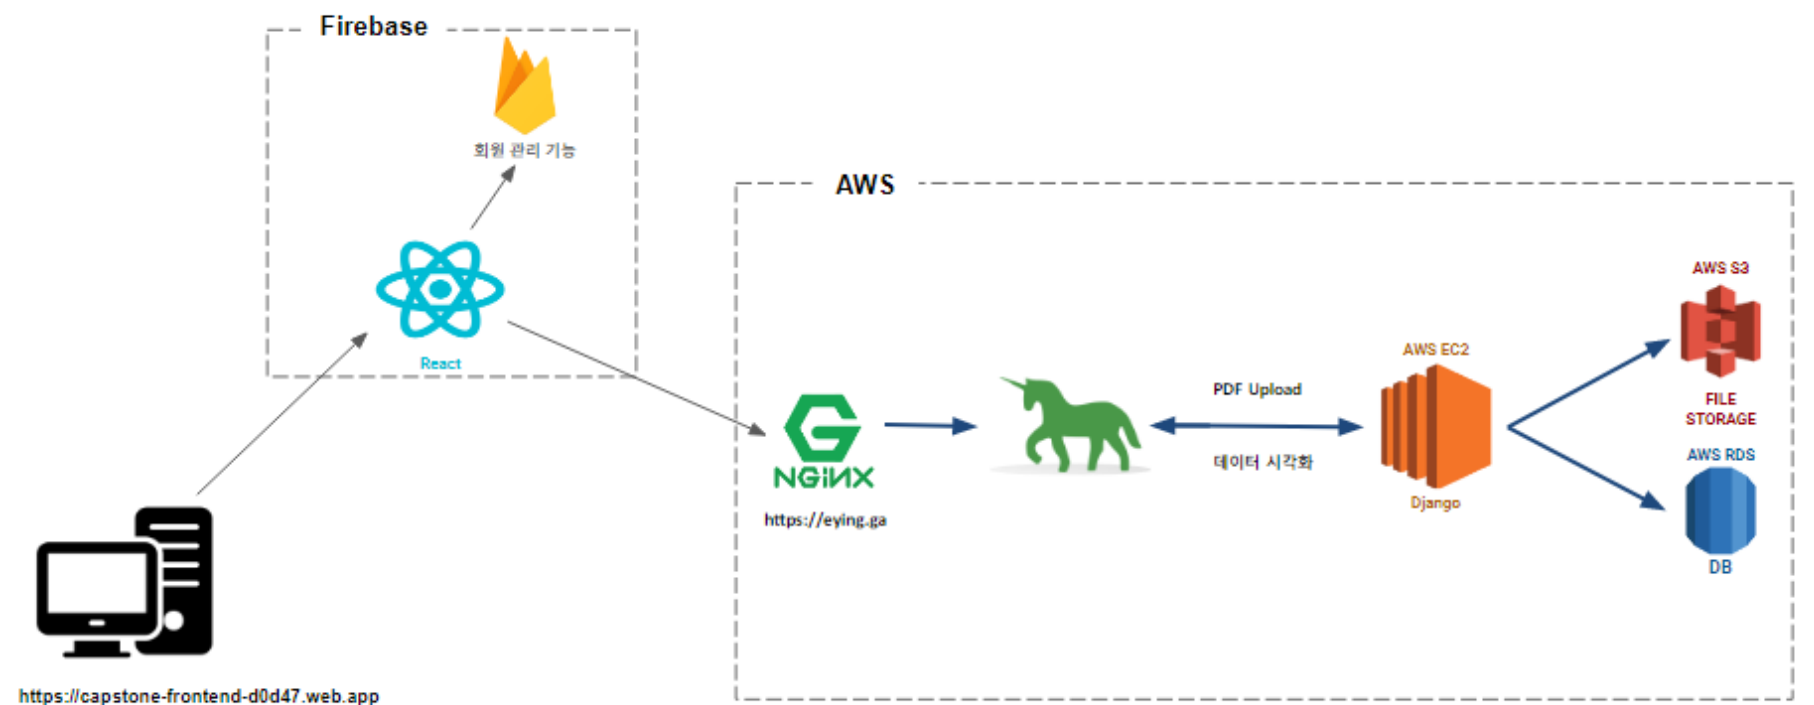 Firebase
회원 관리 기능
React
https://capstone-frontend-d0d47.web.app
AWS
NGiNX
https://eying.ga
PDF Upload
데이터 시각화
AWS EC2
Django
AWS S3
FILE
STORAGE
AWS RDS
DB